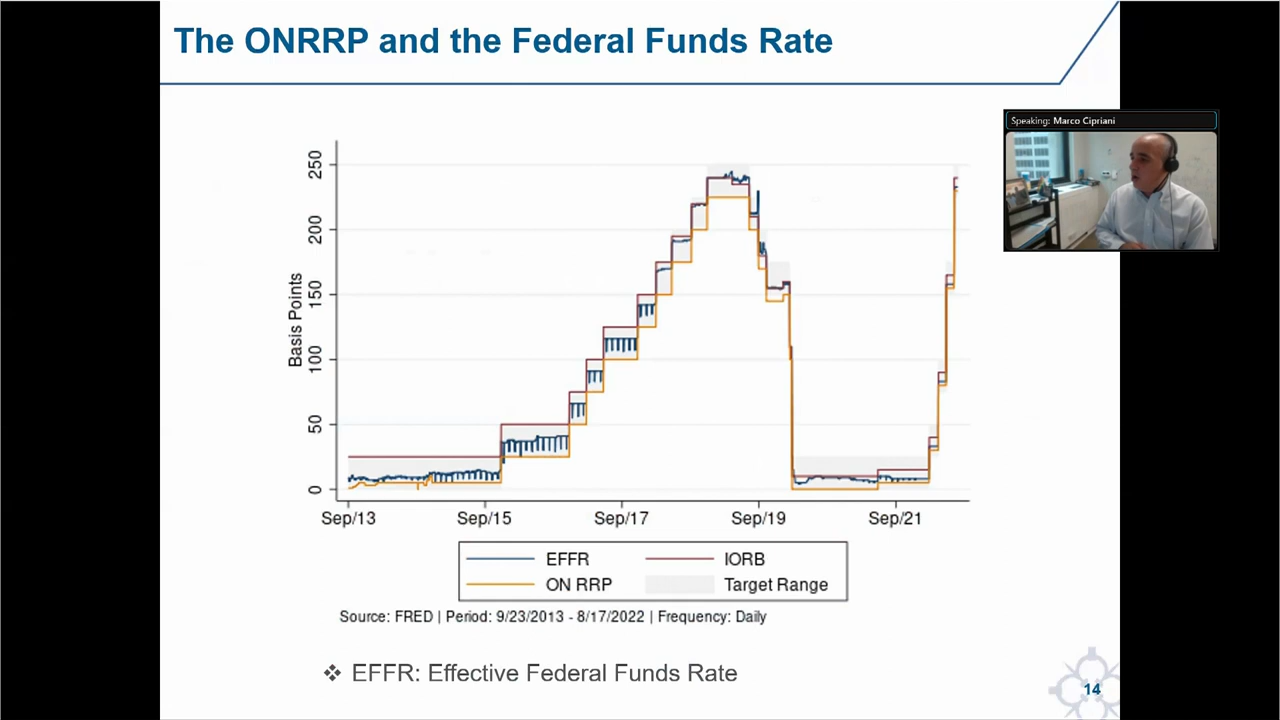 The ONRRP and the Federal Funds Rate
Speaking: Marco Cipriani
Basis Points
250
200
150
100
50
0
Sep/13 Sep/15 Sep/17 Sep/19 Sep/21
EFFR IORB
ON RRP Target Range
Source: FRED | Period: 9/23/2013 - 8/17/2022 | Frequency: Daily
❖ EFFR: Effective Federal Funds Rate
14